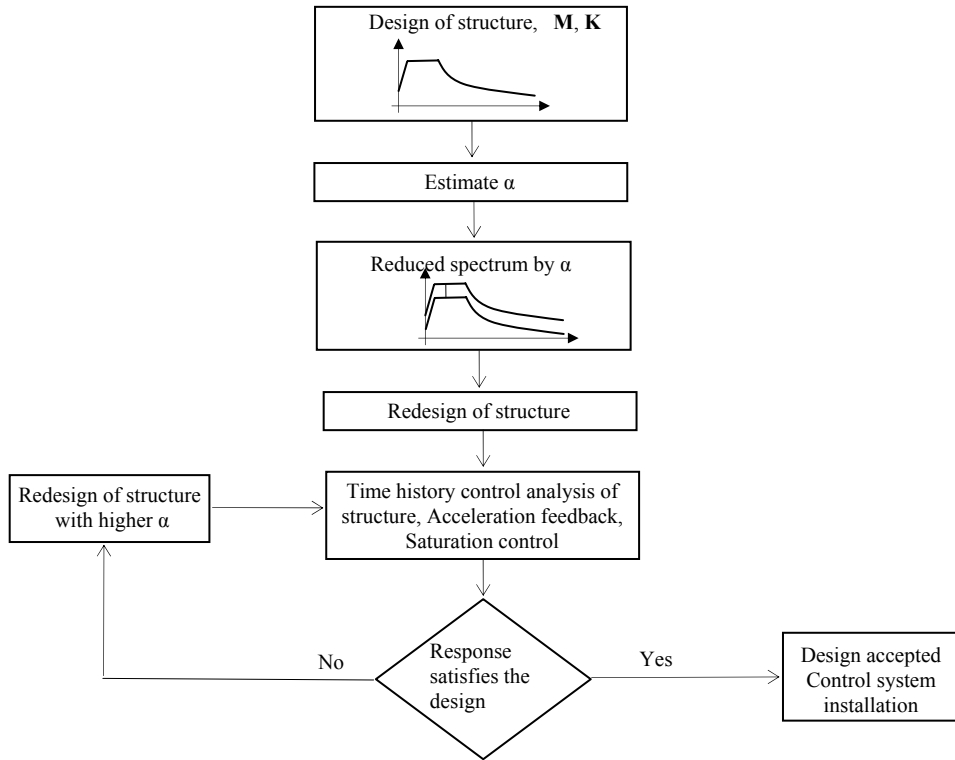 Design of structure, M, K
Estimate α
Reduced spectrum by α
Redesign of structure
Redesign of structure
with higher α
Time history control analysis of
structure, Acceleration feedback,
Saturation control
No
Response
satisfies the
design
Yes
Design accepted
Control system
installation